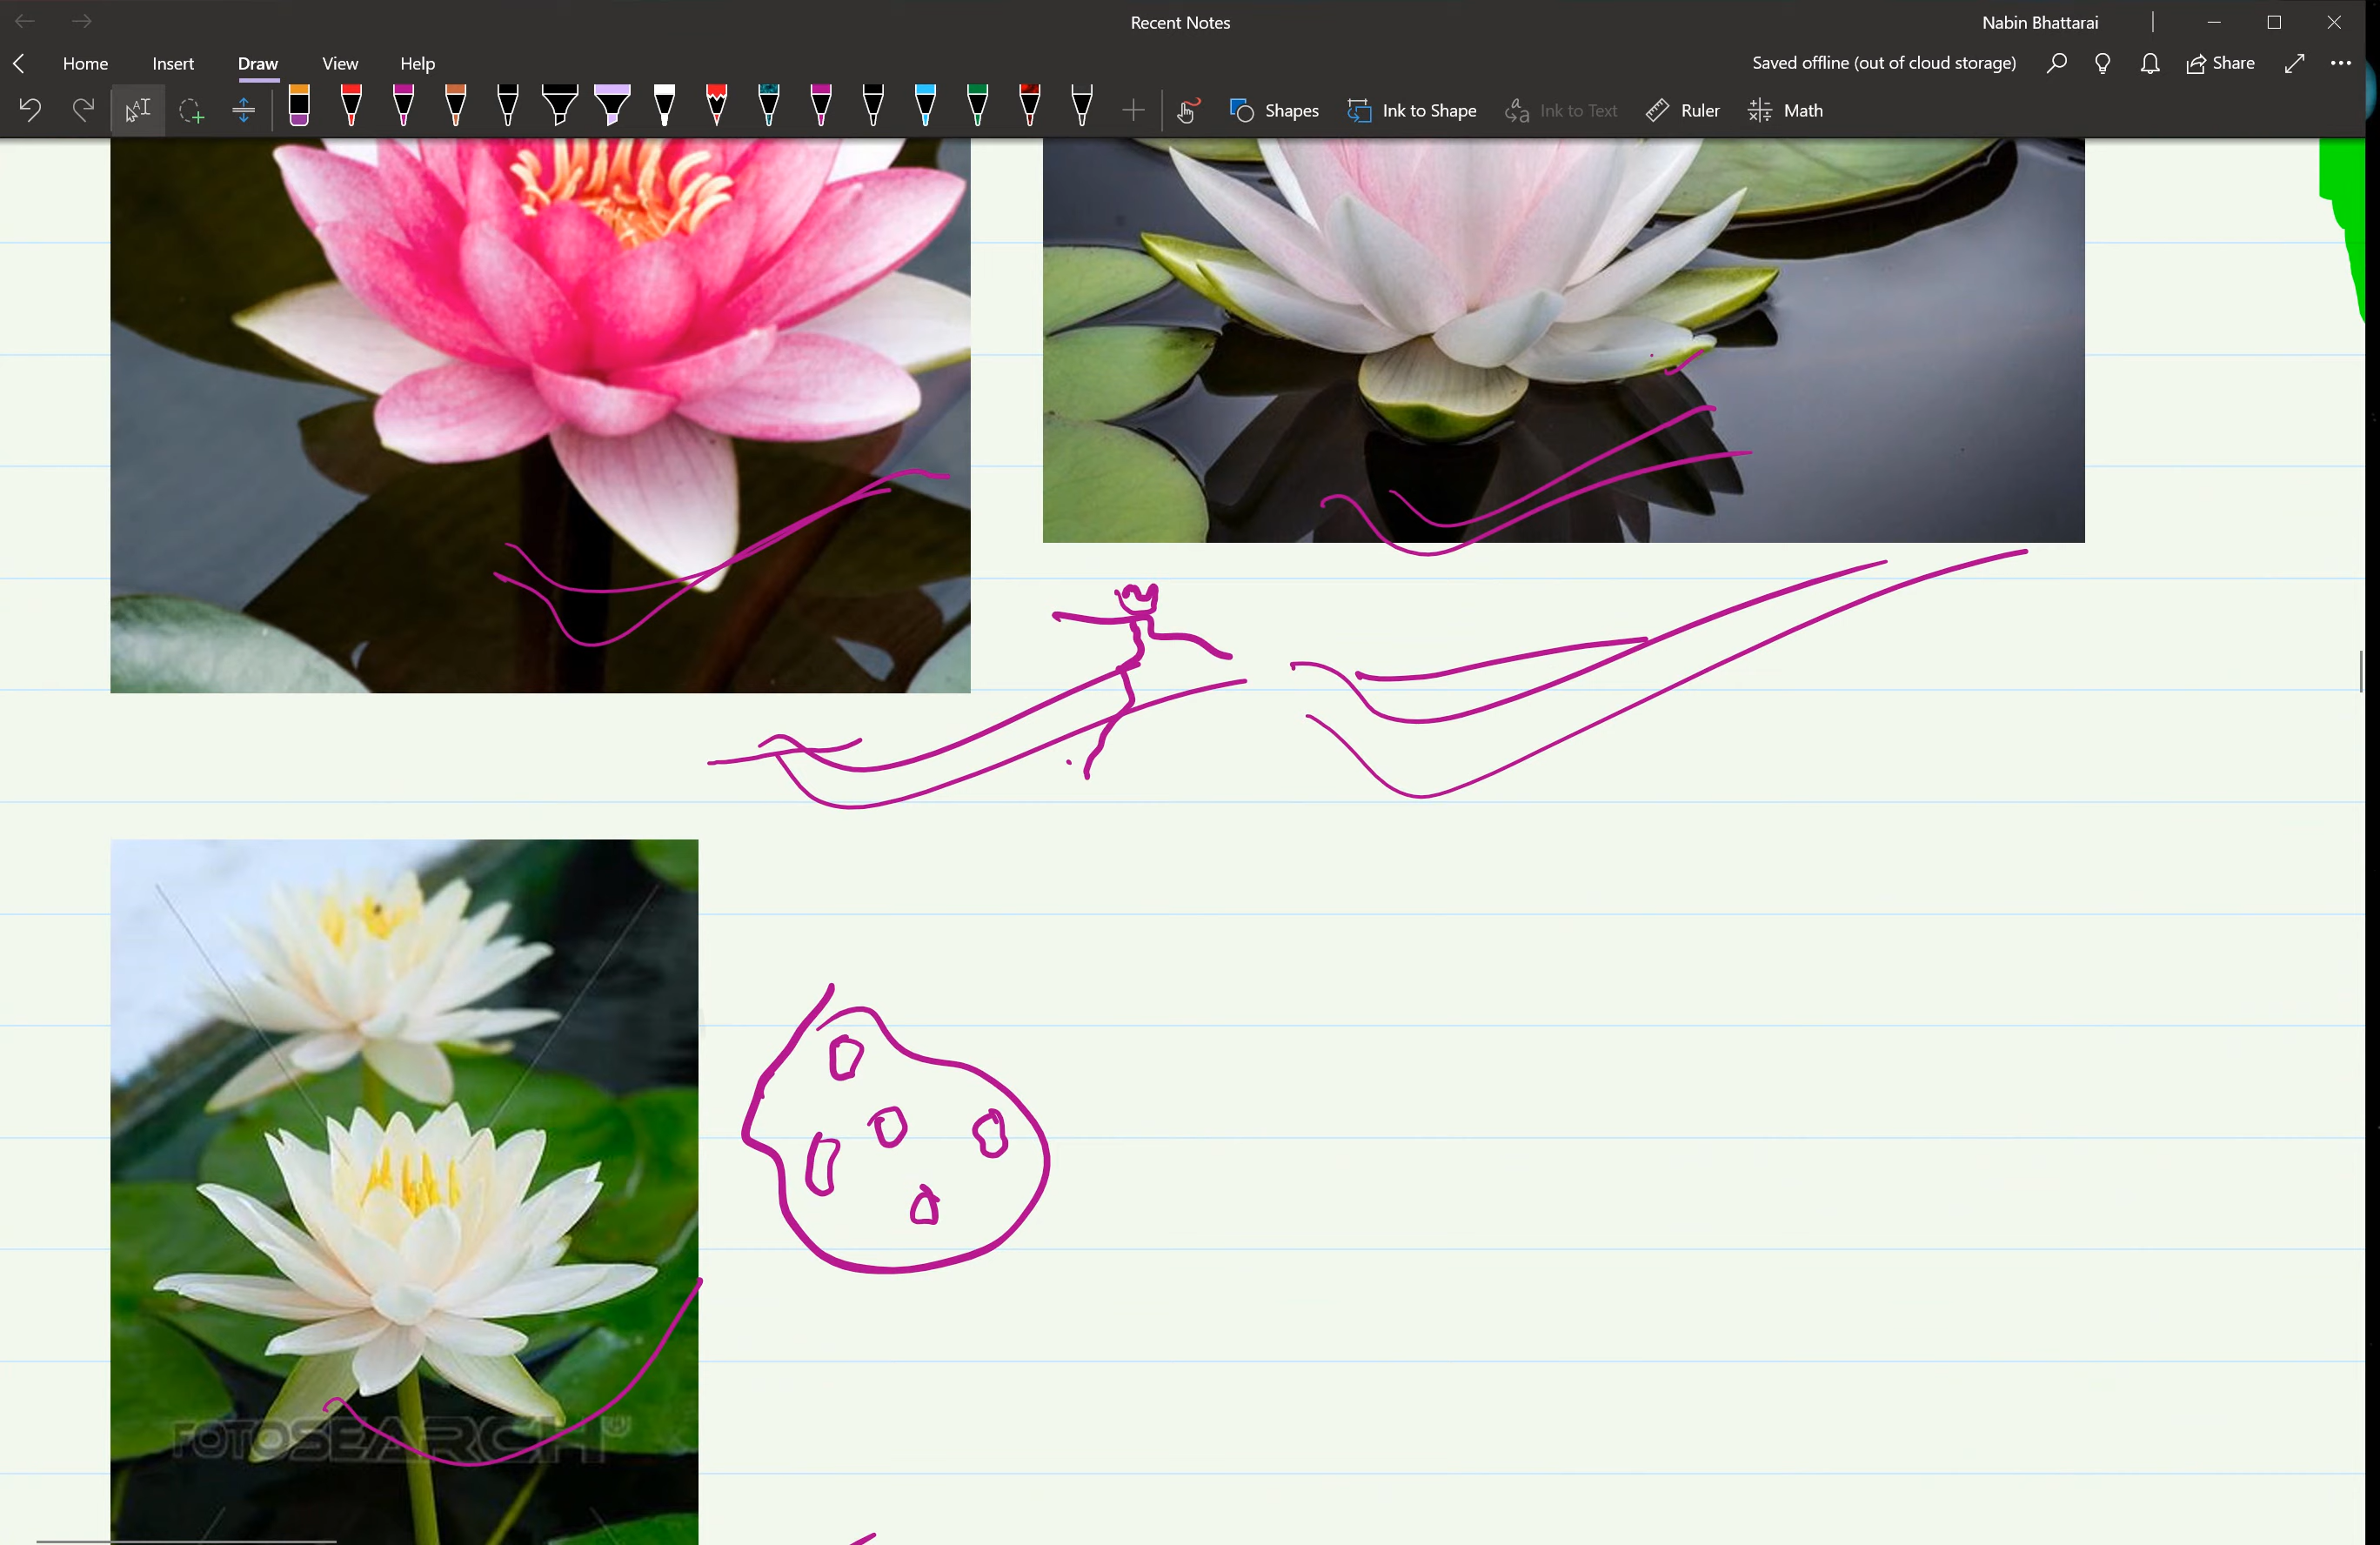 Recent Notes
Nabin Bhattarai
Home Insert Draw View Help
Saved offline (out of cloud storage)
Share
Shapes
Ink to Shape
Ink to Text
Ruler
Math
FOTOSEARCH